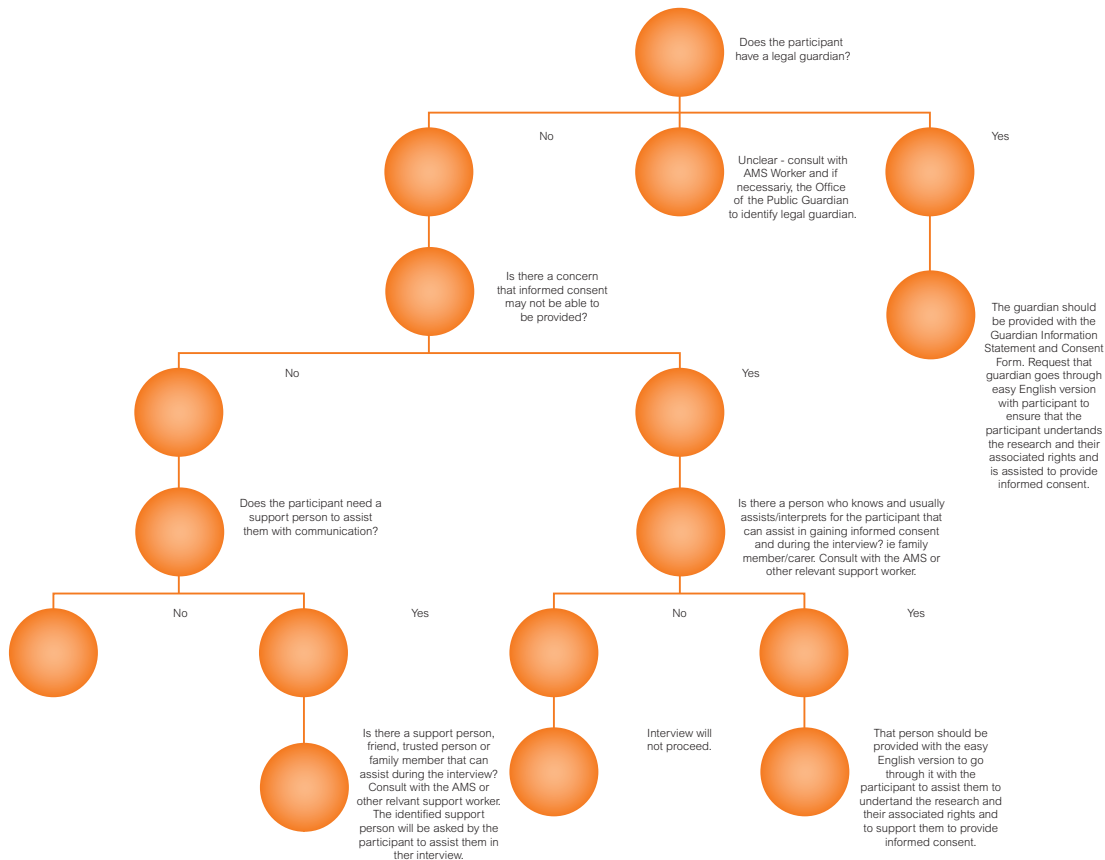 Does the participant
have a legal guardian?
No
Unclear - consult with
AMS Worker and if
necessariy, the Office
of the Public Guardian
to identify legal guardian.
Yes
Is there a concern
that informed consent
may not be able to
be provided?
The guardian should
be provided with the
Guardian Information
Statement and Consent
Form. Request that
guardian goes through
easy English version
with participant to
ensure that the
participant undertands
the research and their
associated rights and
is assisted to provide
informed consent.
No
Yes
Does the participant need a
support person to assist
them with communication?
Is there a person who knows and usually
assists/interprets for the participant that
can assist in gaining informed consent
and during the interview? ie family
member/carer. Consult with the AMS or
other relevant support worker.
No
Yes
No
Yes
Is there a support person,
friend, trusted person or
family member that can
assist during the interview?
Consult with the AMS or
other relvant support worker.
The identified support
person will be asked by the
participant to assist them in
ther interview.
Interview will
not proceed.
That person should be
provided with the easy
English version to go
through it with the
participant to assist them to
undertand the research and
their associated rights and
to support them to provide
informed consent.